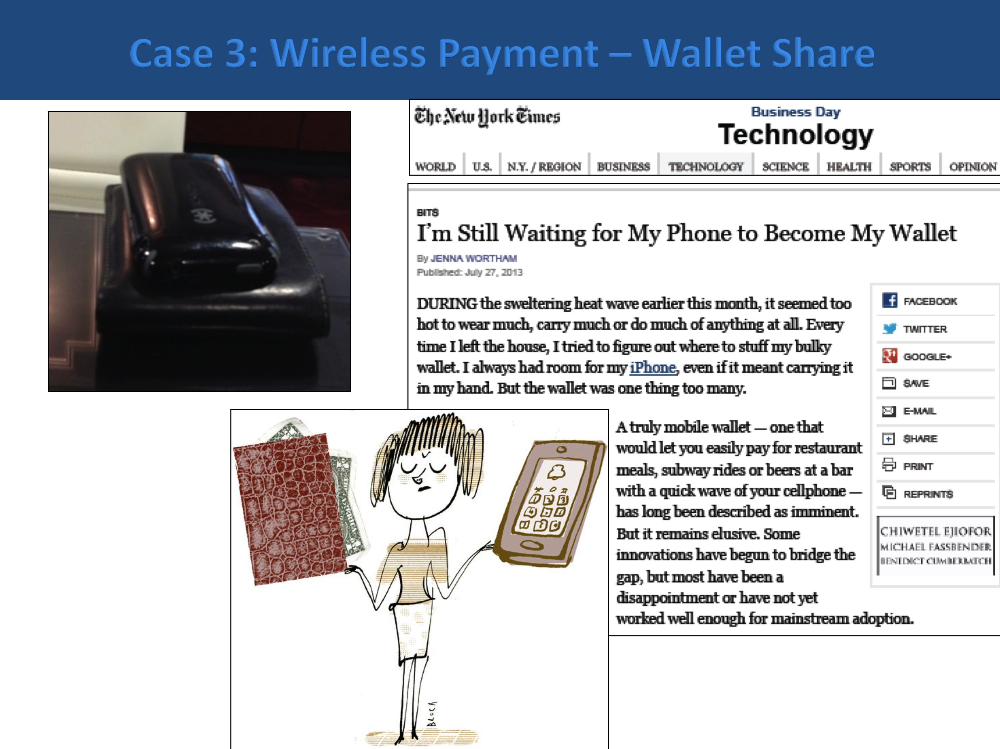 Case 3: Wireless Payment – Wallet Share
The New York Times
Business Day
Technology
WORLD
U.S.
N.Y. / REGION
BUSINESS
TECHNOLOGY
SCIENCE
HEALTH
SPORTS
OPINION
BITS
I'm Still Waiting for My Phone to Become My Wallet
By JENNA WORTHAM
Published: July 27, 2013
DURING the sweltering heat wave earlier this month, it seemed too
hot to wear much, carry much or do much of anything at all. Every
time I left the house, I tried to figure out where to stuff my bulky
wallet. I always had room for my iPhone, even if it meant carrying it
in my hand. But the wallet was one thing too many.
A truly mobile wallet — one that
would let you easily pay for restaurant
meals, subway rides or beers at a bar
with a quick wave of your cellphone —
has long been described as imminent.
But it remains elusive. Some
innovations have begun to bridge the
gap, but most have been a
disappointment or have not yet
worked well enough for mainstream adoption.
FACEBOOK
TWITTER
GOOGLE+
SAVE
E-MAIL
SHARE
PRINT
REPRINTS
CHIWETEL EJIOFOR
MICHAEL FASSBENDER
BENEDICT CUMBERBATCH
BLOCH